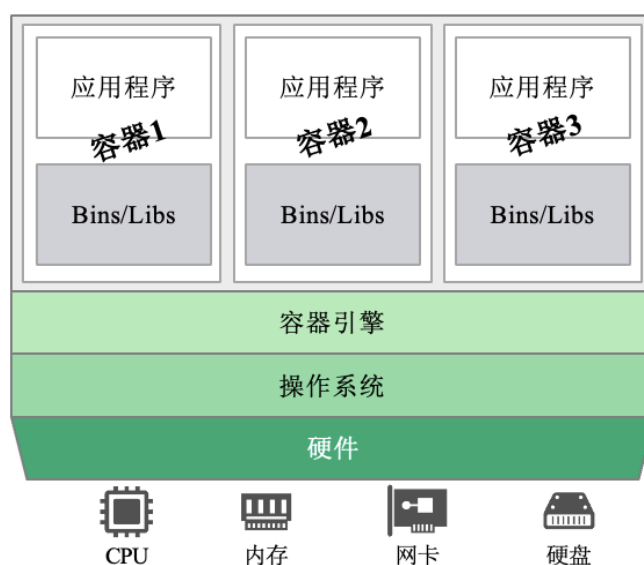 应用程序 应用程序 应用程序
容器1 容器2 容器3
Bins/Libs Bins/Libs Bins/Libs
容器引擎
操作系统
硬件
CPU 内存 网卡 硬盘